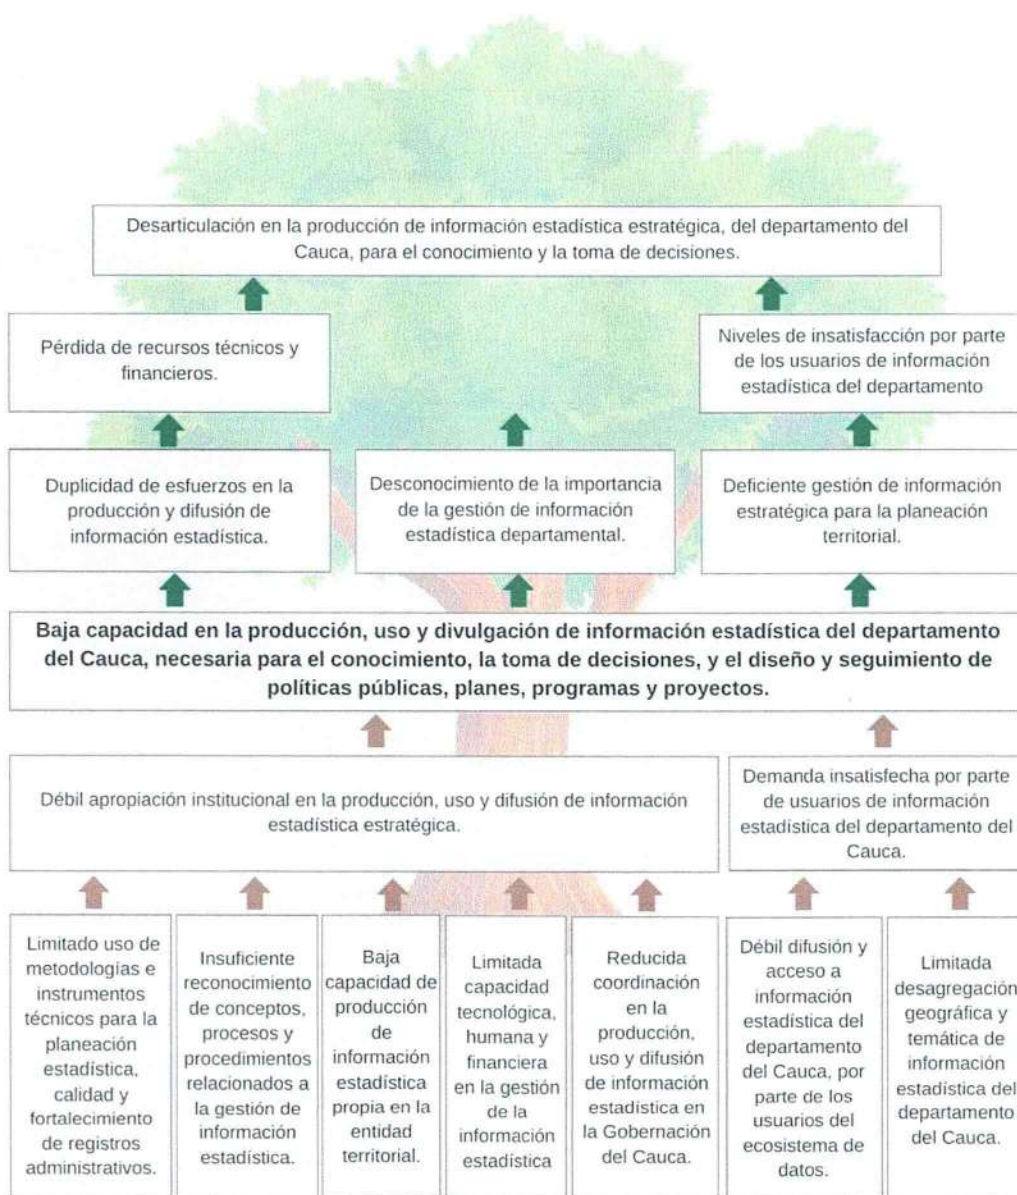 Desarticulación en la producción de información estadística estratégica, del departamento del
Cauca, para el conocimiento y la toma de decisiones.
Pérdida de recursos técnicos y
financieros.
Niveles de insatisfacción por parte
de los usuarios de información
estadística del departamento
Duplicidad de esfuerzos en la
producción y difusión de
información estadística.
Desconocimiento de la importancia
de la gestión de información
estadística departamental.
Deficiente gestión de información
estratégica para la planeación
territorial.
Baja capacidad en la producción, uso y divulgación de información estadística del departamento
del Cauca, necesaria para el conocimiento, la toma de decisiones, y el diseño y seguimiento de
políticas públicas, planes, programas y proyectos.
Débil apropiación institucional en la producción, uso y difusión de información
estadística estratégica.
Demanda insatisfecha por parte
de usuarios de información
estadística del departamento del
Cauca.
Limitado uso de
metodologías e
instrumentos
técnicos para la
planeación
estadística,
calidad y
fortalecimiento
de registros
administrativos.
Insuficiente
reconocimiento
de conceptos,
procesos y
procedimientos
relacionados a
la gestión de
información
estadística.
Baja
capacidad de
producción
de
información
estadística
propia en la
entidad
territorial.
Limitada
capacidad
tecnológica,
humana y
financiera
en la gestión
de la
información
estadística
Reducida
coordinación
en la
producción,
uso y difusión
de información
estadística en
la Gobernación
del Cauca.
Débil difusión y
acceso a
información
estadística del
departamento
del Cauca, por
parte de los
usuarios del
ecosistema de
datos.
Limitada
desagregación
geográfica y
temática de
información
estadística del
departamento
del Cauca.